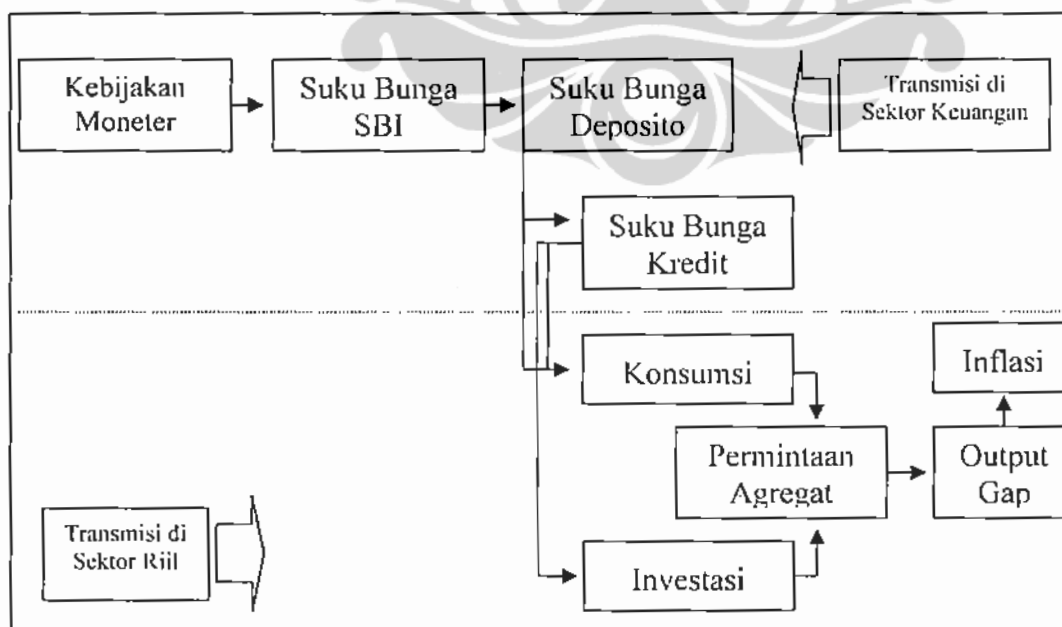 Kebijakan
Moneter
Suku Bunga
SBI
Suku Bunga
Deposito
Transmisi di
Sektor Keuangan
Suku Bunga
Kredit
Konsumsi
Inflasi
Permintaan
Agregat
Output
Gap
Transmisi di
Sektor Riil
Investasi